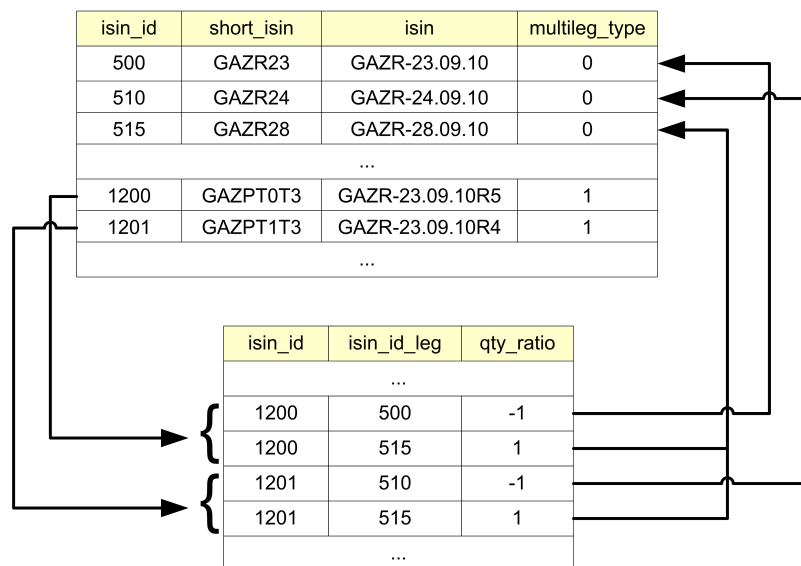 isin_id short_isin isin multileg_type
500 GAZR23 GAZR-23.09.10 0
510 GAZR24 GAZR-24.09.10 0
515 GAZR28 GAZR-28.09.10 0
...
1200 GAZPT0T3 GAZR-23.09.10R5 1
1201 GAZPT1T3 GAZR-23.09.10R4 1
...
isin_id isin_id_leg qty_ratio
...
1200 500 -1
1200 515 1
1201 510 -1
1201 515 1
...